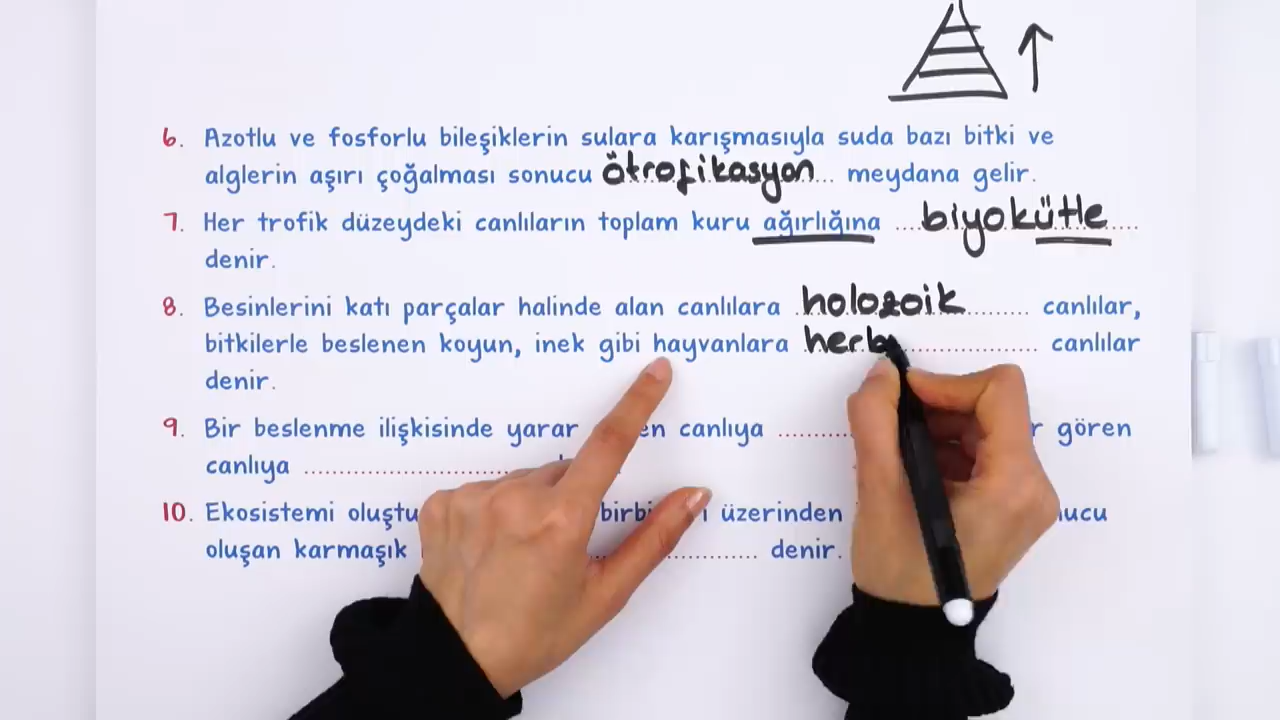 6. Azotlu ve fosforlu bileşiklerin sulara karışmasıyla suda bazı bitki ve
alglerin aşırı çoğalması sonucu ötrofikasyon... meydana gelir.
7. Her trofik düzeydeki canlıların toplam kuru ağırlığına ....biyokütle....
denir.
8. Besinlerini katı parçalar halinde alan canlılara holozoik.......... canlılar,
bitkilerle beslenen koyun, inek gibi hayvanlara herb.................... canlılar
denir.
9. Bir beslenme ilişkisinde yarar canlıya .......... gören
canlıya ..............................
10. Ekosistemi üzerinden
oluşan karmaşık .................... denir.